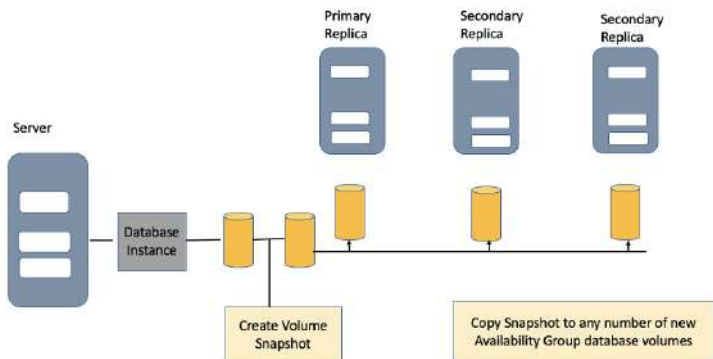 Primary
Replica
Secondary
Replica
Secondary
Replica
Server
Database
Instance
Create Volume
Snapshot
Copy Snapshot to any number of new
Availability Group database volumes